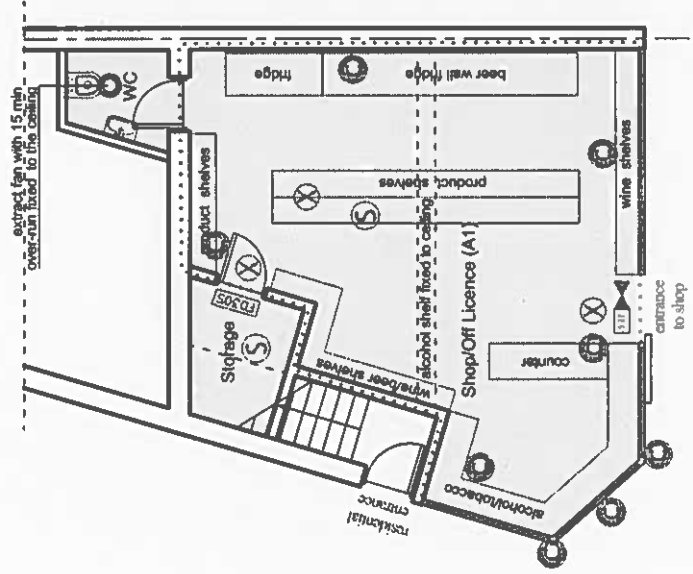 extract fan with 15 min
over-run fixed to the ceiling
WC
fridge
beer wall fridge
product shelves
wine shelves
product shelves
FD30S
Storage
S
X
X
S
alcohol shelf fixed to ceiling
Shop/Off Licence (A1)
X
wine/beer shelves
counter
entrance
to shop
alcohol/tobacco
residential
entrance